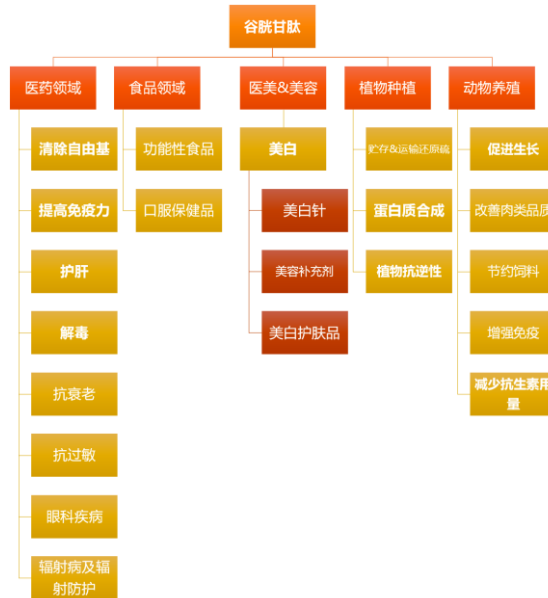 谷胱甘肽
医药领域
食品领域
医美&美容
植物种植
动物养殖
清除自由基
提高免疫力
护肝
解毒
抗衰老
抗过敏
眼科疾病
辐射病及辐
射防护
功能性食品
口服保健品
美白
美白针
美容补充剂
美白护肤品
贮存&运输还原硫
蛋白质合成
植物抗逆性
促进生长
改善肉类品质
节约饲料
增强免疫
减少抗生素用
量